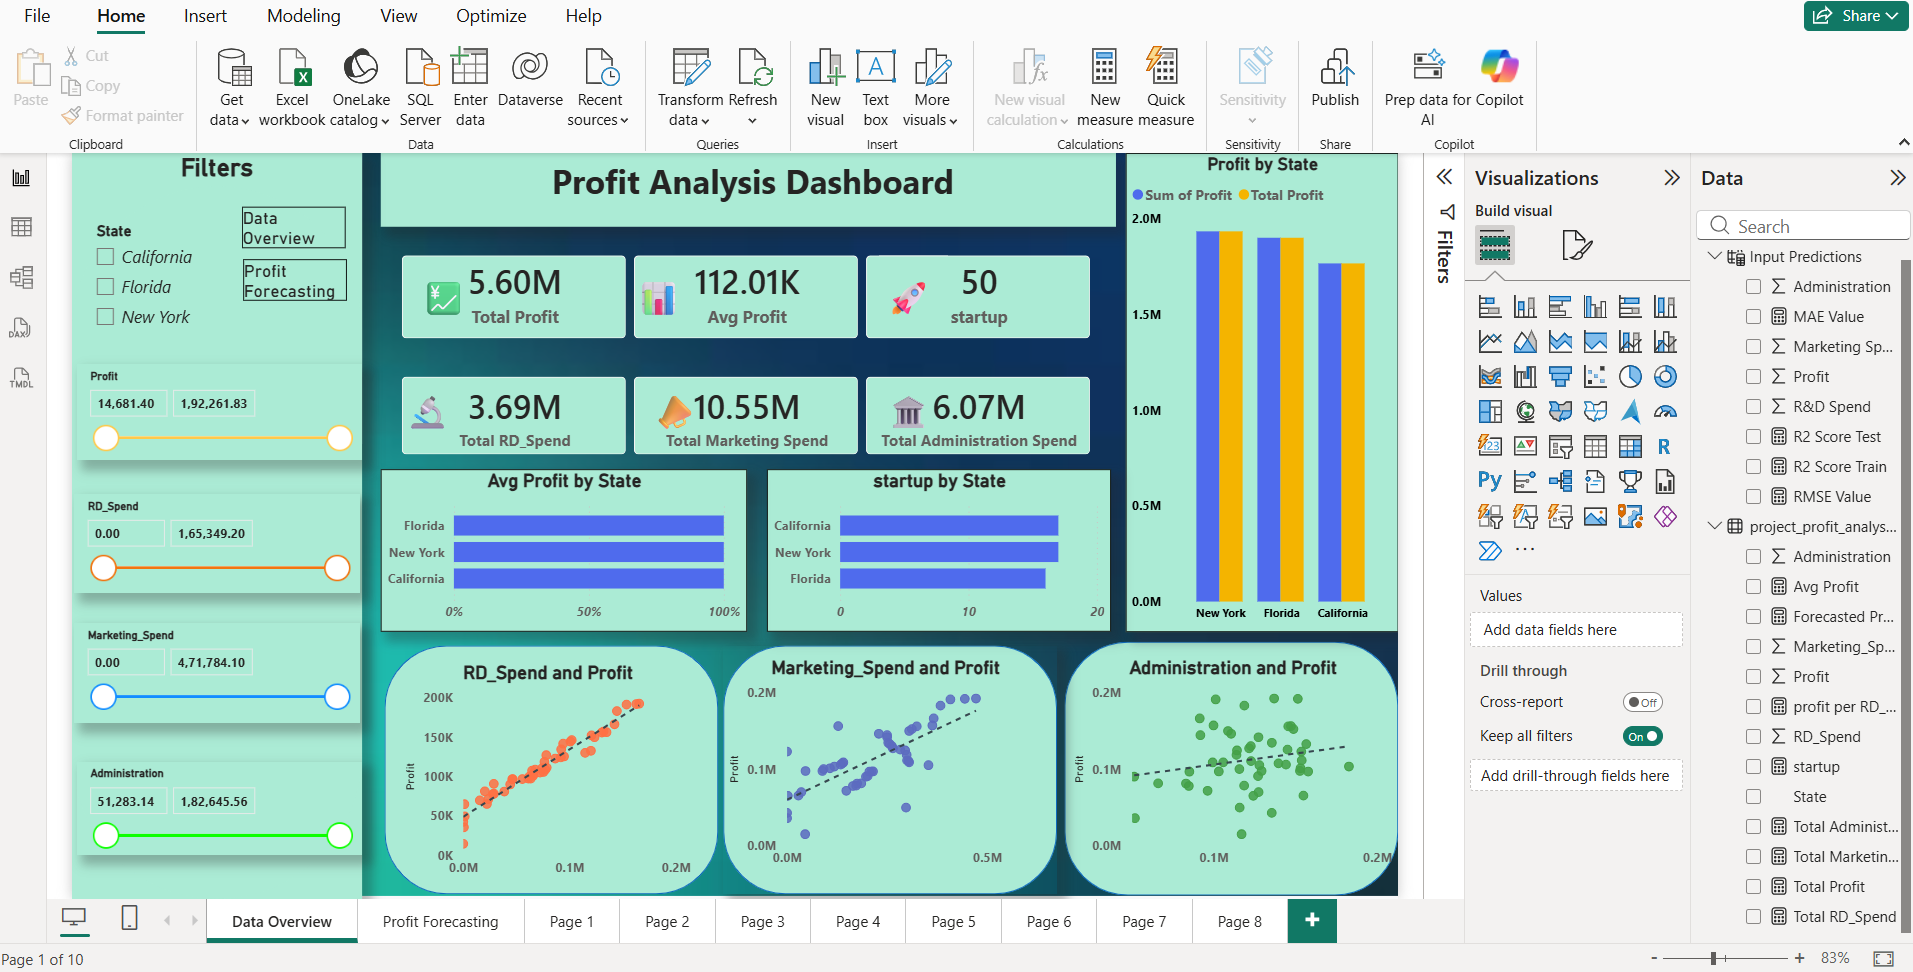 File
Home
Insert
Modeling
View
Optimize
Help
Share
Paste
Cut
Copy
Format painter
Clipboard
Get data
Excel workbook
OneLake catalog
SQL Server
Enter data
Dataverse
Recent sources
Data
Transform data
Refresh
Queries
New visual
Text box
More visuals
Insert
New visual calculation
New measure
Quick measure
Calculations
Sensitivity
Sensitivity
Publish
Share
Prep data for AI
Copilot
Copilot
DAX
TMDL
Filters
State
California
Florida
New York
Data
Overview
Profit
Forecasting
Profit
14,681.40
1,92,261.83
RD_Spend
0.00
1,65,349.20
Marketing_Spend
0.00
4,71,784.10
Administration
51,283.14
1,82,645.56
Profit Analysis Dashboard
5.60M
Total Profit
112.01K
Avg Profit
50
startup
3.69M
Total RD_Spend
10.55M
Total Marketing Spend
6.07M
Total Administration Spend
Avg Profit by State
Florida
New York
California
0%
50%
100%
startup by State
California
New York
Florida
0
10
20
Profit by State
Sum of Profit
Total Profit
2.0M
1.5M
1.0M
0.5M
0.0M
New York
Florida
California
RD_Spend and Profit
Profit
200K
150K
100K
50K
0K
0.0M
0.1M
0.2M
Marketing_Spend and Profit
Profit
0.2M
0.1M
0.0M
0.0M
0.5M
Administration and Profit
Profit
0.2M
0.1M
0.0M
0.1M
0.2M
Filters
Visualizations
Build visual
123
R
Py
...
Values
Add data fields here
Drill through
Cross-report
Off
Keep all filters
On
Add drill-through fields here
Data
Search
Input Predictions
Administration
MAE Value
Marketing Sp...
Profit
R&D Spend
R2 Score Test
R2 Score Train
RMSE Value
project_profit_analys...
Administration
Avg Profit
Forecasted Pr...
Marketing_Sp...
Profit
profit per RD_...
RD_Spend
startup
State
Total Administ...
Total Marketin...
Total Profit
Total RD_Spend
Data Overview
Profit Forecasting
Page 1
Page 2
Page 3
Page 4
Page 5
Page 6
Page 7
Page 8
+
Page 1 of 10
- + 83%